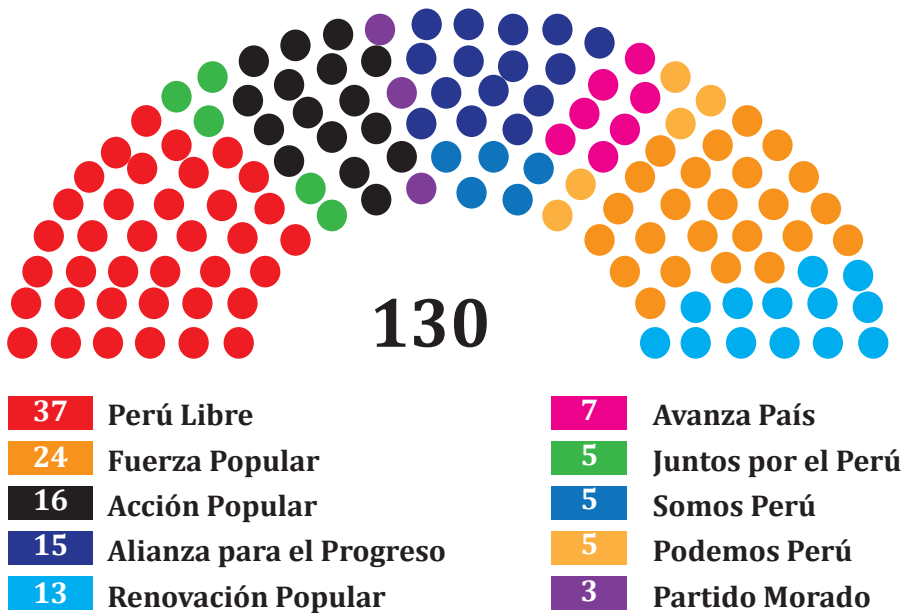 130
37 Perú Libre
24 Fuerza Popular
16 Acción Popular
15 Alianza para el Progreso
13 Renovación Popular
7 Avanza País
5 Juntos por el Perú
5 Somos Perú
5 Podemos Perú
3 Partido Morado